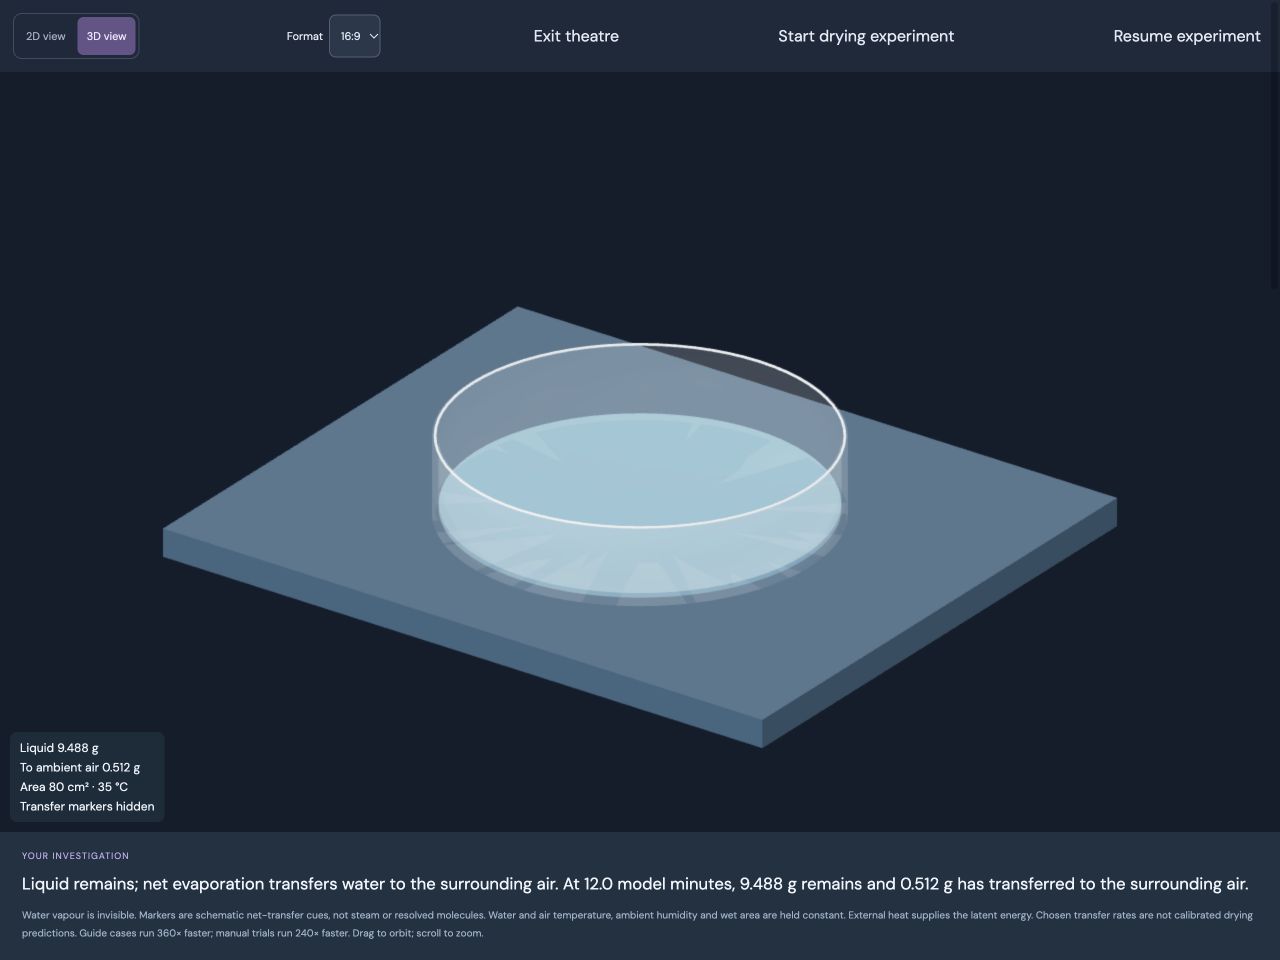 2D view
3D view
Format
16:9
Exit theatre
Start drying experiment
Resume experiment
Liquid 9.488 g
To ambient air 0.512 g
Area 80 cm² · 35 °C
Transfer markers hidden
YOUR INVESTIGATION
Liquid remains; net evaporation transfers water to the surrounding air. At 12.0 model minutes, 9.488 g remains and 0.512 g has transferred to the surrounding air.
Water vapour is invisible. Markers are schematic net-transfer cues, not steam or resolved molecules. Water and air temperature, ambient humidity and wet area are held constant. External heat supplies the latent energy. Chosen transfer rates are not calibrated drying
predictions. Guide cases run 360× faster; manual trials run 240× faster. Drag to orbit; scroll to zoom.